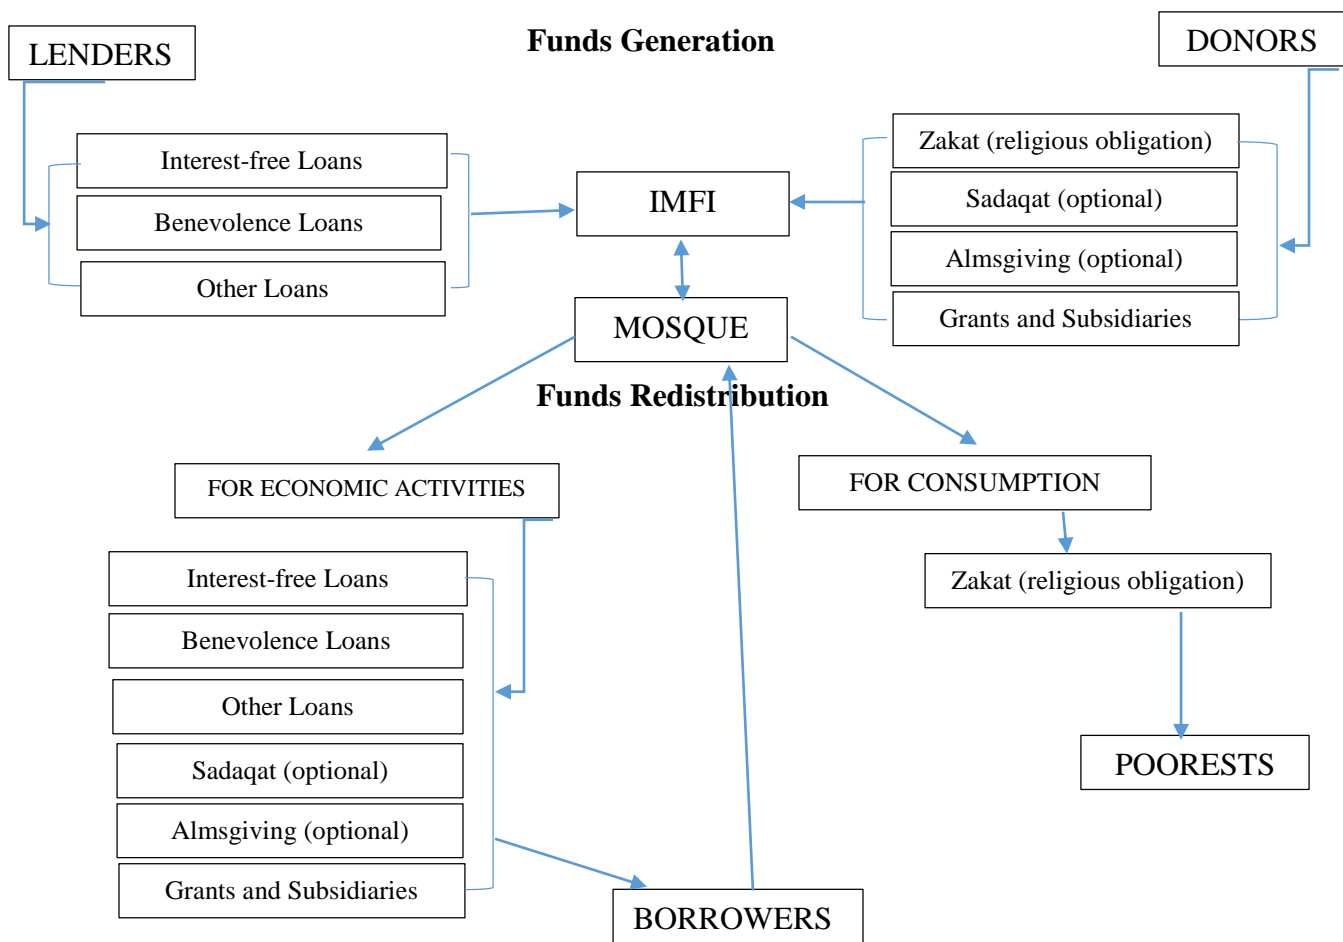 LENDERS
Funds Generation
DONORS
Interest-free Loans
Benevolence Loans
Other Loans
IMFI
Zakat (religious obligation)
Sadaqat (optional)
Almsgiving (optional)
Grants and Subsidiaries
MOSQUE
Funds Redistribution
FOR ECONOMIC ACTIVITIES
FOR CONSUMPTION
Interest-free Loans
Benevolence Loans
Other Loans
Sadaqat (optional)
Almsgiving (optional)
Grants and Subsidiaries
Zakat (religious obligation)
POORESTS
BORROWERS